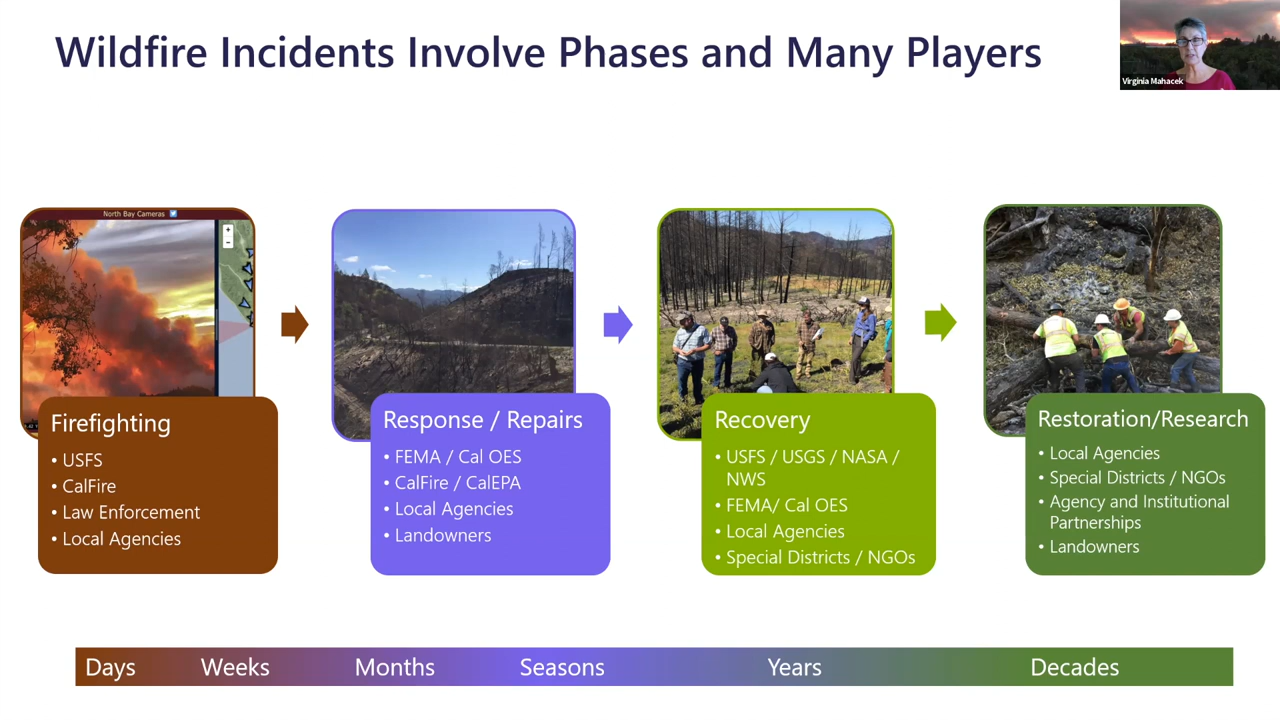 Wildfire Incidents Involve Phases and Many Players
Virginia Mahacek
North Bay Cameras
+
−
Firefighting
• USFS
• CalFire
• Law Enforcement
• Local Agencies
Response / Repairs
• FEMA / Cal OES
• CalFire / CalEPA
• Local Agencies
• Landowners
Recovery
• USFS / USGS / NASA /
NWS
• FEMA/ Cal OES
• Local Agencies
• Special Districts / NGOs
Restoration/Research
• Local Agencies
• Special Districts / NGOs
• Agency and Institutional
Partnerships
• Landowners
Days Weeks Months Seasons Years Decades